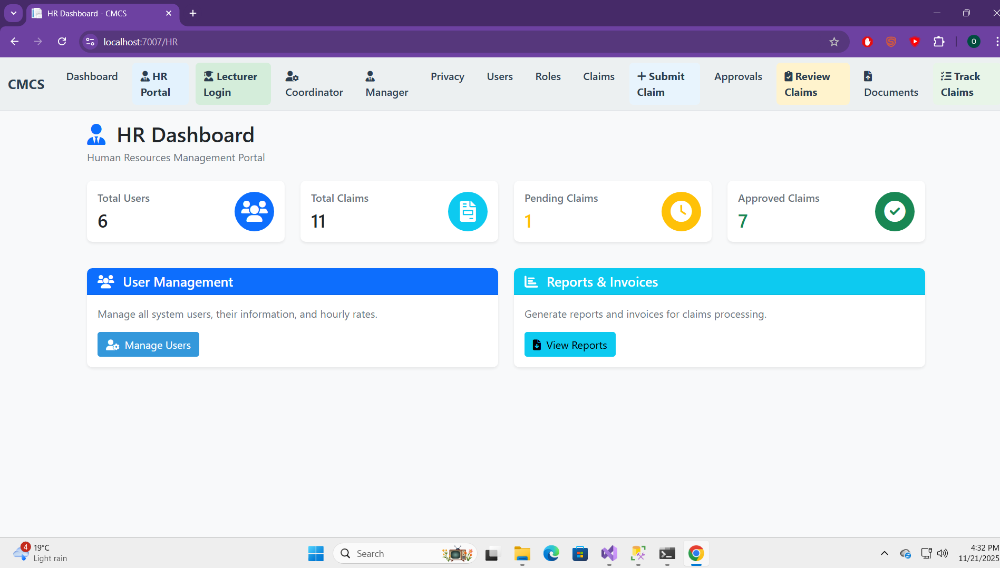 HR Dashboard - CMCS
localhost:7007/HR
O
CMCS
Dashboard
HR Portal
Lecturer Login
Coordinator
Manager
Privacy
Users
Roles
Claims
Submit Claim
Approvals
Review Claims
Documents
Track Claims
HR Dashboard
Human Resources Management Portal
Total Users
6
Total Claims
11
Pending Claims
1
Approved Claims
7
User Management
Manage all system users, their information, and hourly rates.
Manage Users
Reports & Invoices
Generate reports and invoices for claims processing.
View Reports
4
19°C
Light rain
Search
4:32 PM
11/21/2025